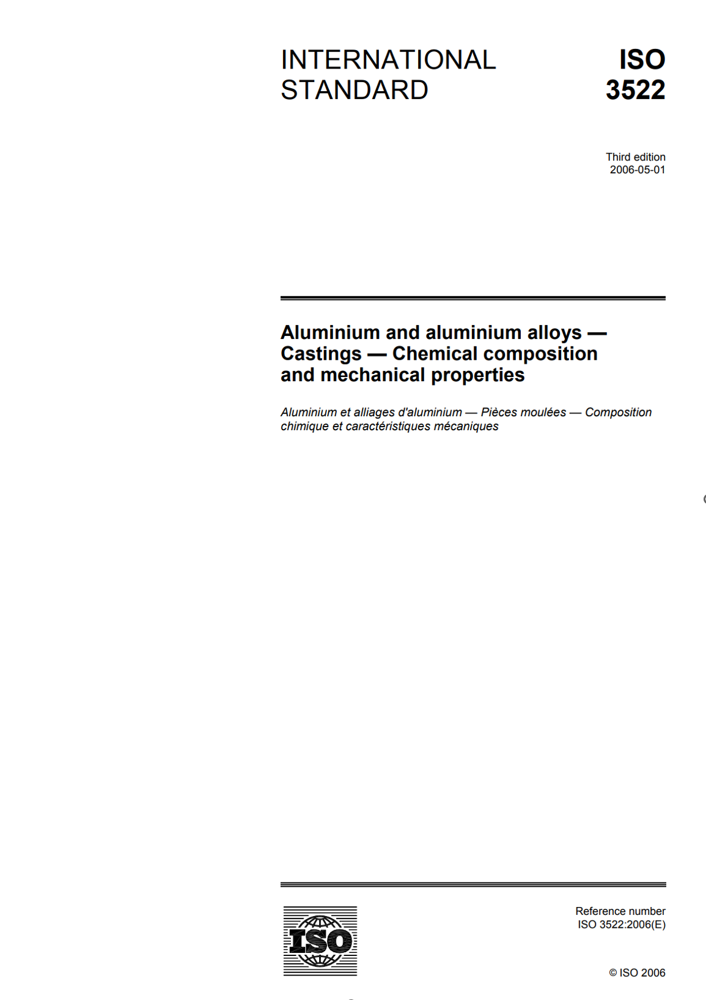 INTERNATIONAL STANDARD
ISO 3522
Third edition
2006-05-01
Aluminium and aluminium alloys —
Castings — Chemical composition
and mechanical properties
Aluminium et alliages d'aluminium — Pièces moulées — Composition
chimique et caractéristiques mécaniques
ISO
Reference number
ISO 3522:2006(E)
© ISO 2006